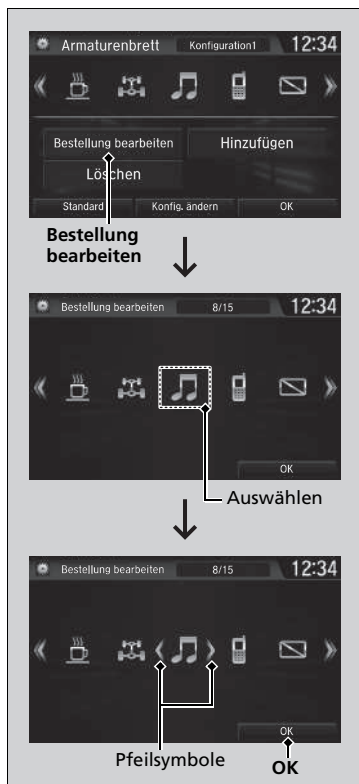 Armaturenbrett Konfiguration1 12:34
Bestellung bearbeiten Hinzufügen
Löschen
Standard Konfig. ändern OK
Bestellung
bearbeiten
Bestellung bearbeiten 8/15 12:34
OK
Auswählen
Bestellung bearbeiten 8/15 12:34
OK
Pfeilsymbole
OK